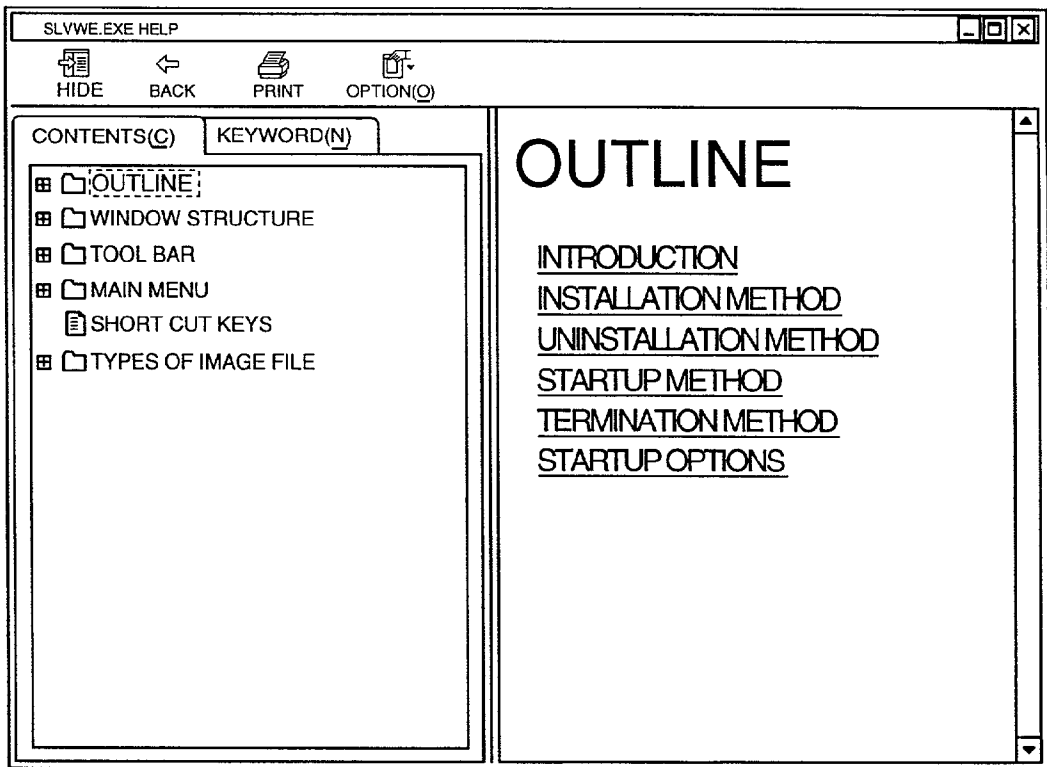 SLVWE.EXE HELP
HIDE BACK PRINT OPTION(O)
CONTENTS(C) KEYWORD(N)
OUTLINE
WINDOW STRUCTURE
TOOL BAR
MAIN MENU
SHORT CUT KEYS
TYPES OF IMAGE FILE
OUTLINE
INTRODUCTION
INSTALLATION METHOD
UNINSTALLATION METHOD
STARTUP METHOD
TERMINATION METHOD
STARTUP OPTIONS